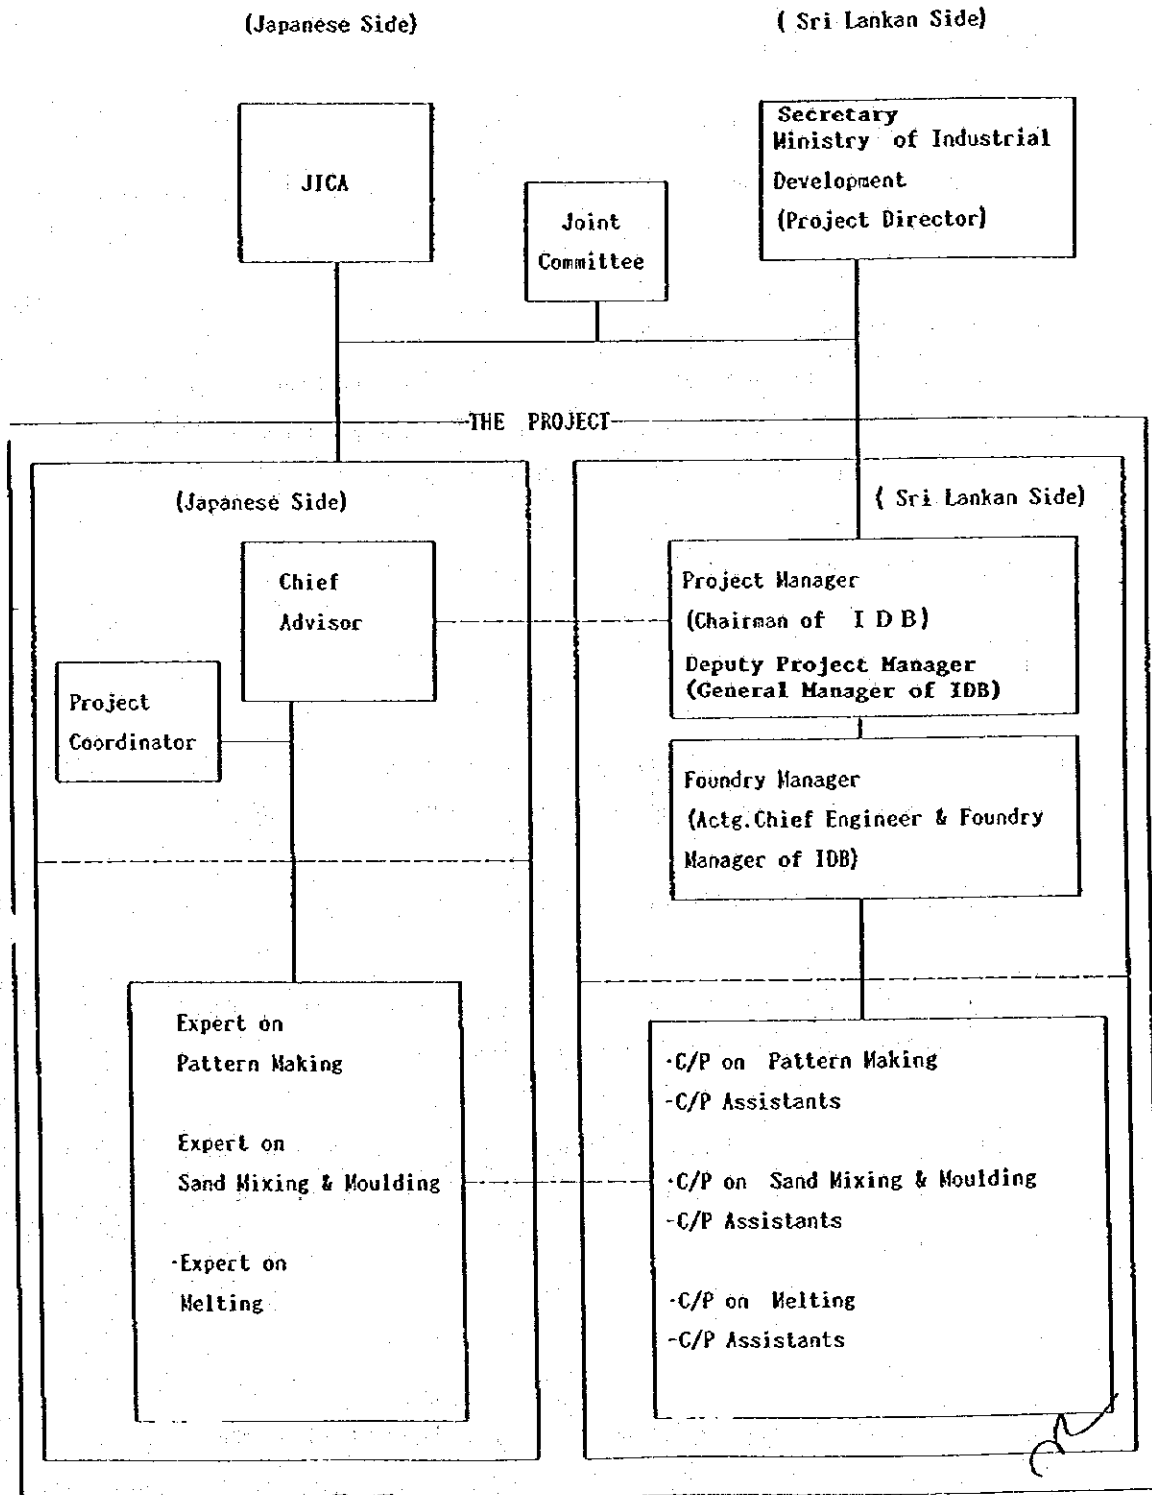 (Japanese Side)
( Sri Lankan Side)
JICA
Joint
Committee
Secretary
Ministry of Industrial
Development
(Project Director)
THE PROJECT
(Japanese Side)
Chief
Advisor
Project
Coordinator
Expert on
Pattern Making
Expert on
Sand Mixing & Moulding
·Expert on
Melting
( Sri Lankan Side)
Project Manager
(Chairman of I D B)
Deputy Project Manager
(General Manager of IDB)
Foundry Manager
(Actg.Chief Engineer & Foundry
Manager of IDB)
·C/P on Pattern Making
-C/P Assistants
·C/P on Sand Mixing & Moulding
-C/P Assistants
·C/P on Melting
-C/P Assistants